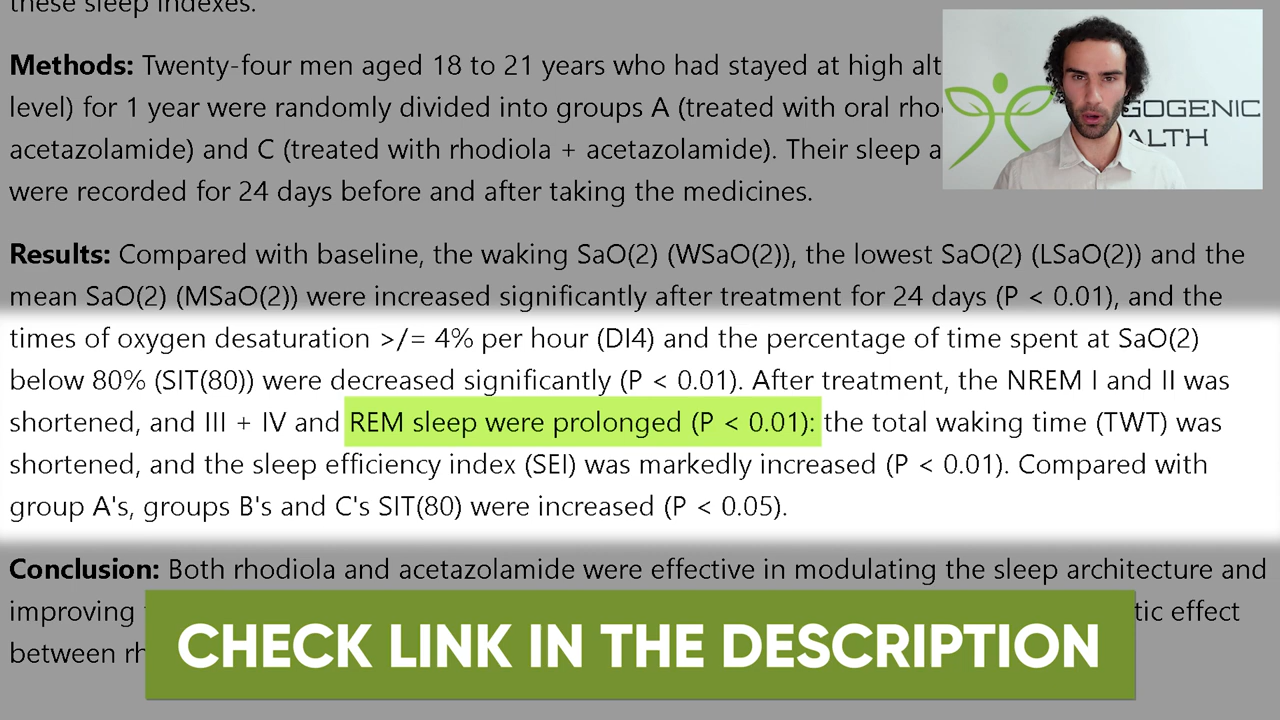 these sleep indexes.
Methods: Twenty-four men aged 18 to 21 years who had stayed at high alt
level) for 1 year were randomly divided into groups A (treated with oral rho
acetazolamide) and C (treated with rhodiola + acetazolamide). Their sleep a
were recorded for 24 days before and after taking the medicines.
GOGENIC
ALTH
Results: Compared with baseline, the waking SaO(2) (WSaO(2)), the lowest SaO(2) (LSaO(2)) and the
mean SaO(2) (MSaO(2)) were increased significantly after treatment for 24 days (P < 0.01), and the
times of oxygen desaturation >/= 4% per hour (DI4) and the percentage of time spent at SaO(2)
below 80% (SIT(80)) were decreased significantly (P < 0.01). After treatment, the NREM I and II was
shortened, and III + IV and REM sleep were prolonged (P < 0.01): the total waking time (TWT) was
shortened, and the sleep efficiency index (SEI) was markedly increased (P < 0.01). Compared with
group A's, groups B's and C's SIT(80) were increased (P < 0.05).
Conclusion: Both rhodiola and acetazolamide were effective in modulating the sleep architecture and
improving tic effect
between rh
CHECK LINK IN THE DESCRIPTION